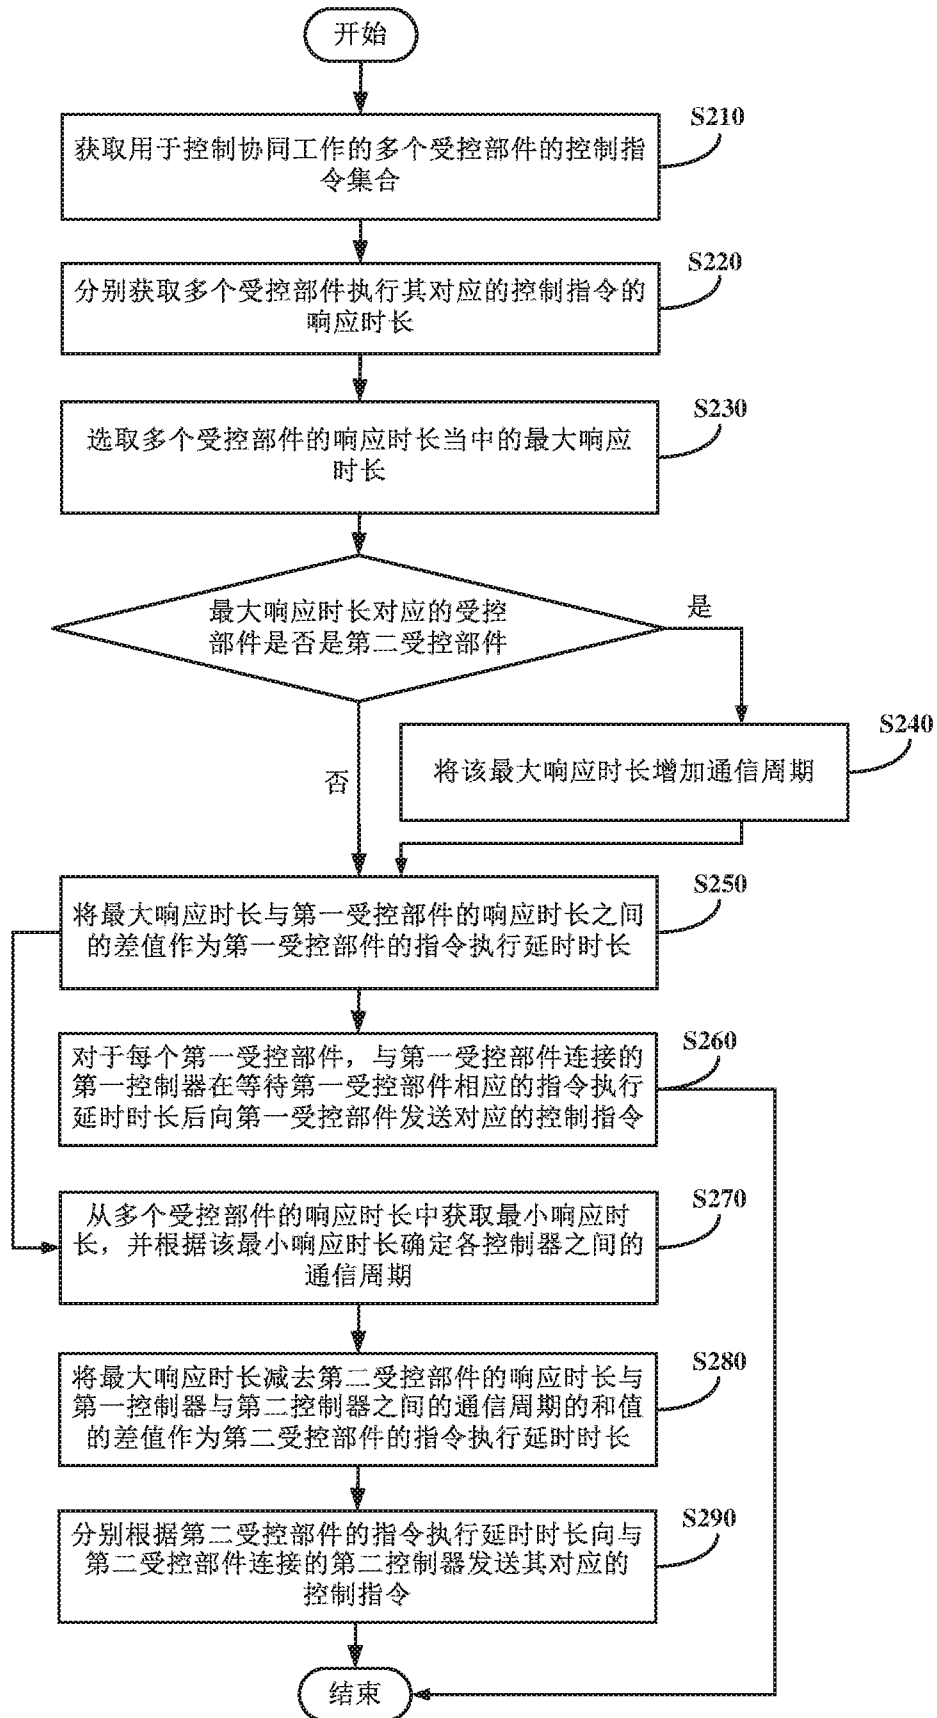 开始
S210
获取用于控制协同工作的多个受控部件的控制指
令集合
S220
分别获取多个受控部件执行其对应的控制指令的
响应时长
S230
选取多个受控部件的响应时长当中的最大响应
时长
最大响应时长对应的受控
部件是否是第二受控部件
是
S240
将该最大响应时长增加通信周期
否
S250
将最大响应时长与第一受控部件的响应时长之间
的差值作为第一受控部件的指令执行延时时长
S260
对于每个第一受控部件，与第一受控部件连接的
第一控制器在等待第一受控部件相应的指令执行
延时时长后向第一受控部件发送对应的控制指令
S270
从多个受控部件的响应时长中获取最小响应时
长，并根据该最小响应时长确定各控制器之间的
通信周期
S280
将最大响应时长减去第二受控部件的响应时长与
第一控制器与第二控制器之间的通信周期的和值
的差值作为第二受控部件的指令执行延时时长
S290
分别根据第二受控部件的指令执行延时时长向与
第二受控部件连接的第二控制器发送其对应的
控制指令
结束